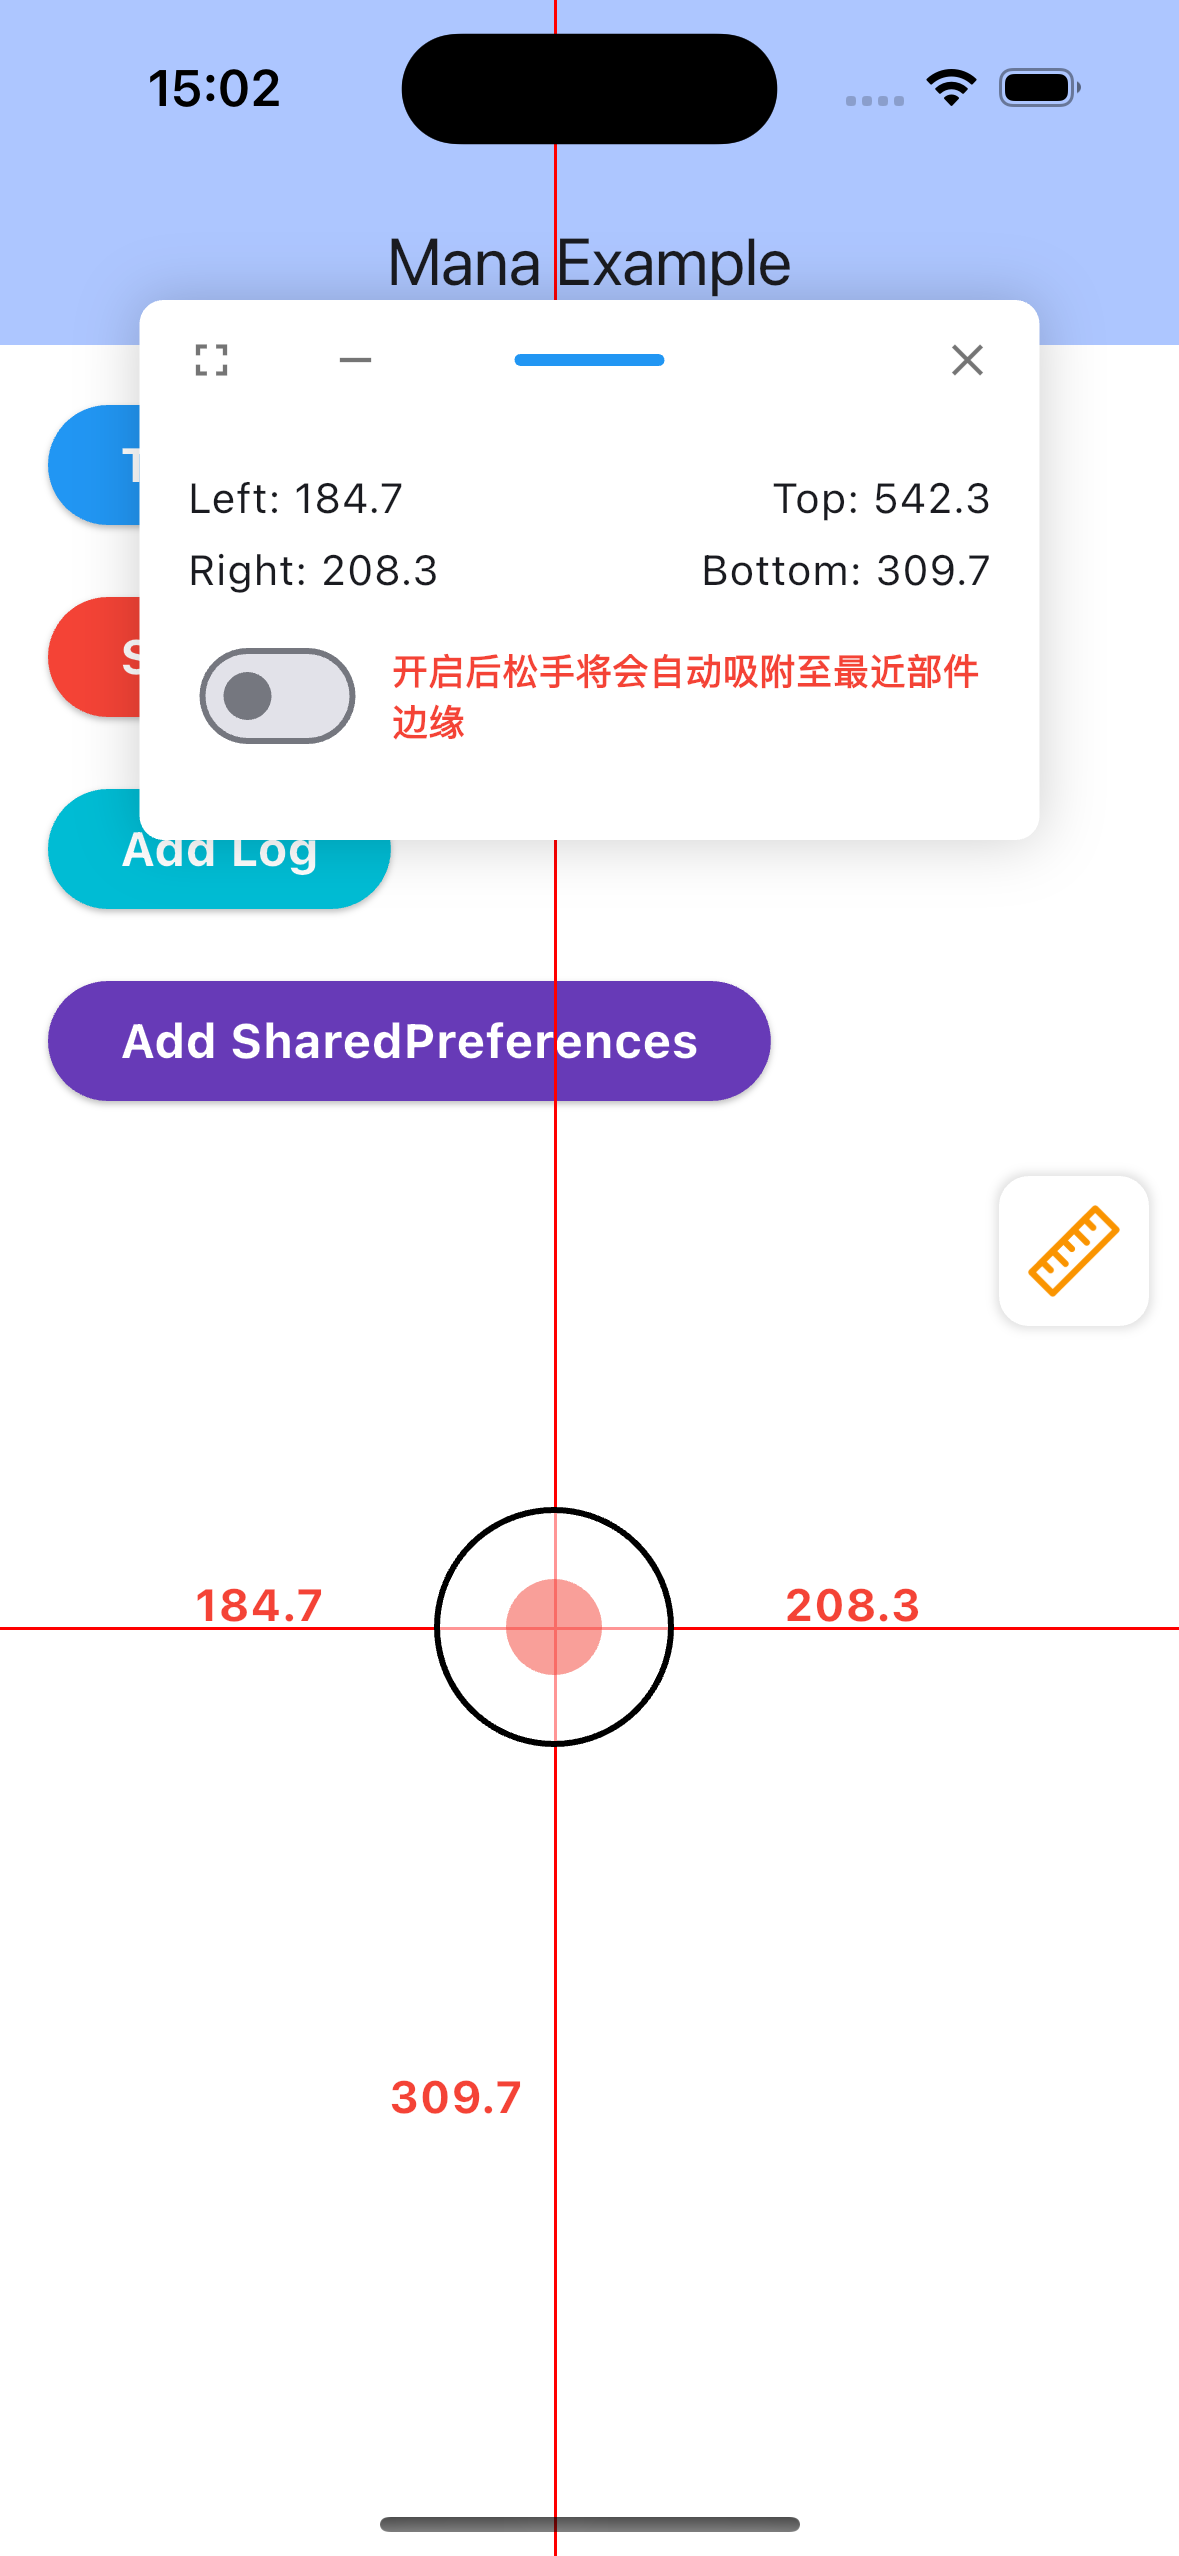 15:02
Mana Example
Left: 184.7
Top: 542.3
Right: 208.3
Bottom: 309.7
开启后松手将会自动吸附至最近部件
边缘
Add Log
Add SharedPreferences
184.7
208.3
309.7